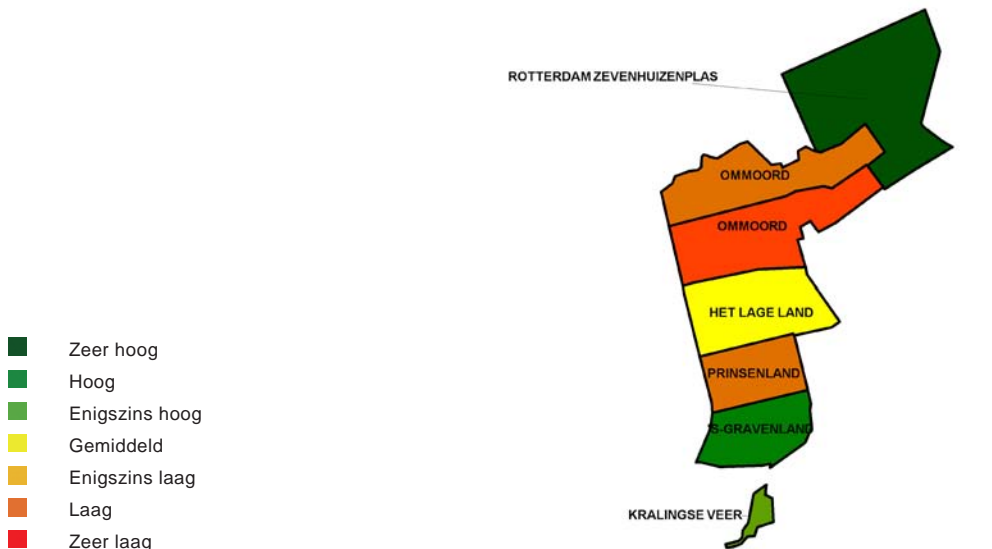 ROTTERDAM ZEVENHUIZENPLAS
OMMOORD
OMMOORD
HET LAGE LAND
PRINSENLAND
'S-GRAVENLAND
KRALINGSE VEER
Zeer hoog
Hoog
Enigszins hoog
Gemiddeld
Enigszins laag
Laag
Zeer laag